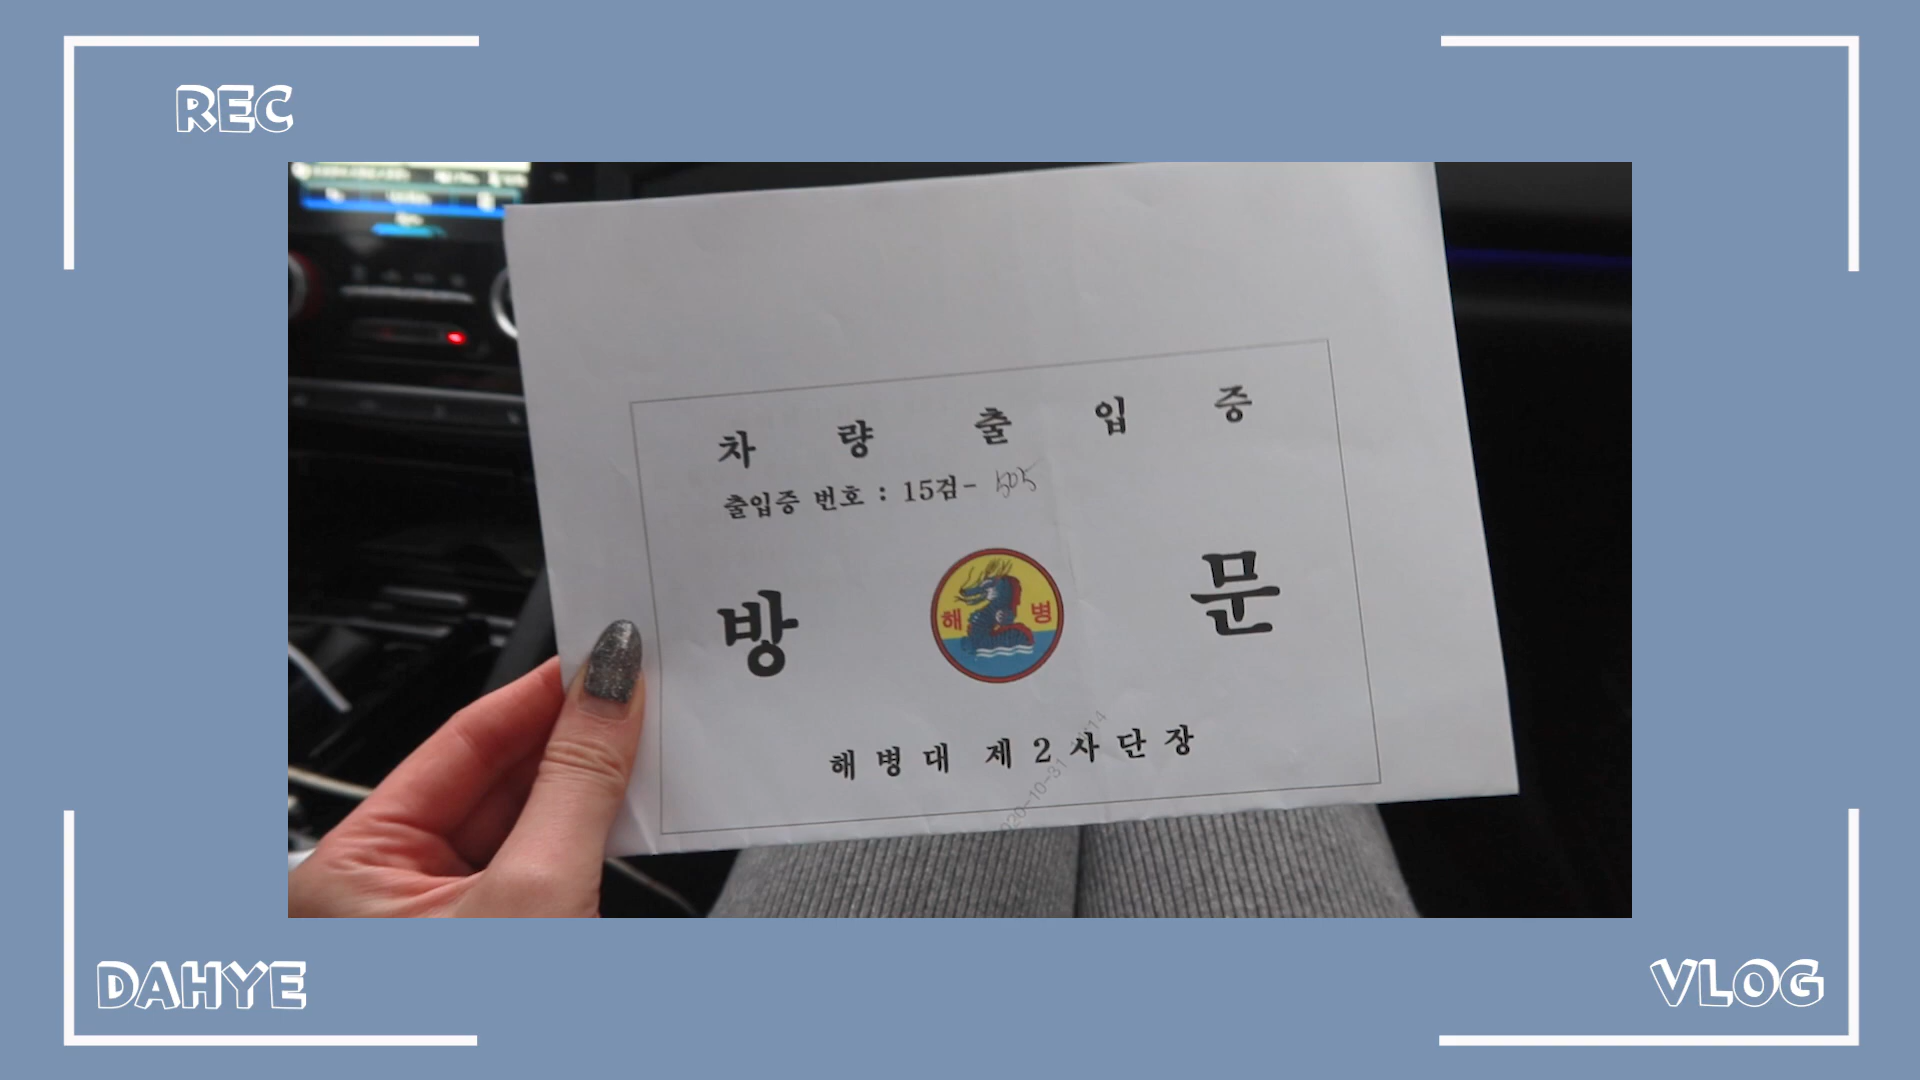 REC
차 량 출 입 증
출입증 번호 : 15검- 505
방 문
해 병
해 병 대 제 2 사 단 장
DAHYE
VLOG